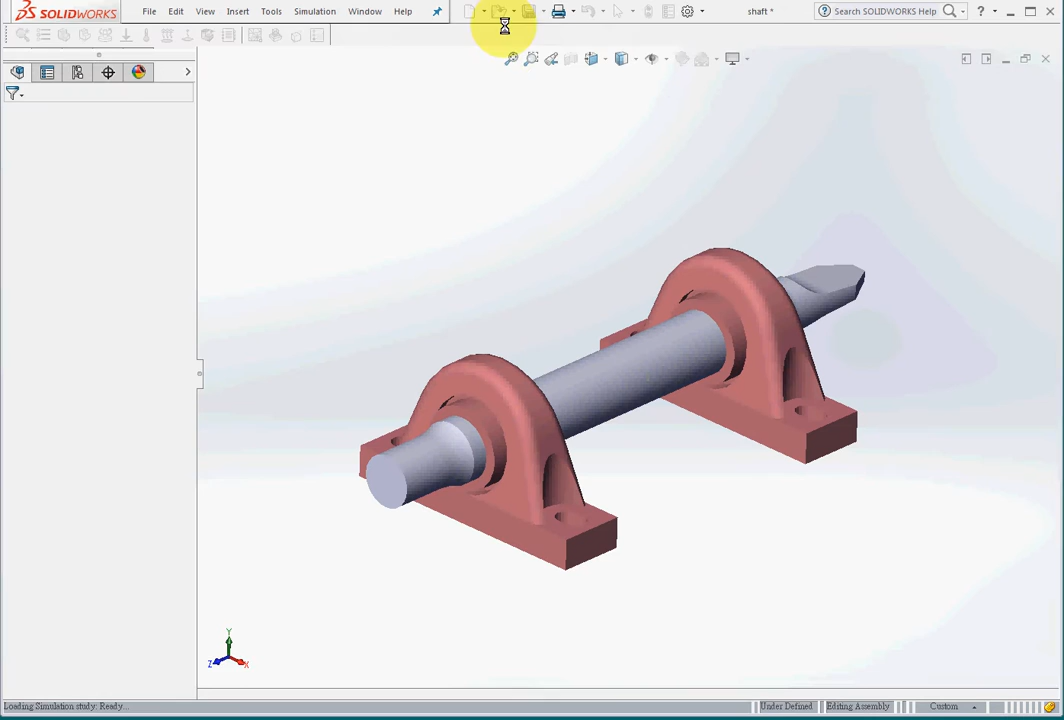 SOLIDWORKS File Edit View Insert Tools Simulation Window Help shaft * Search SOLIDWORKS Help ?
Y
Z X
Loading Simulation study: Ready... Under Defined Editing Assembly Custom